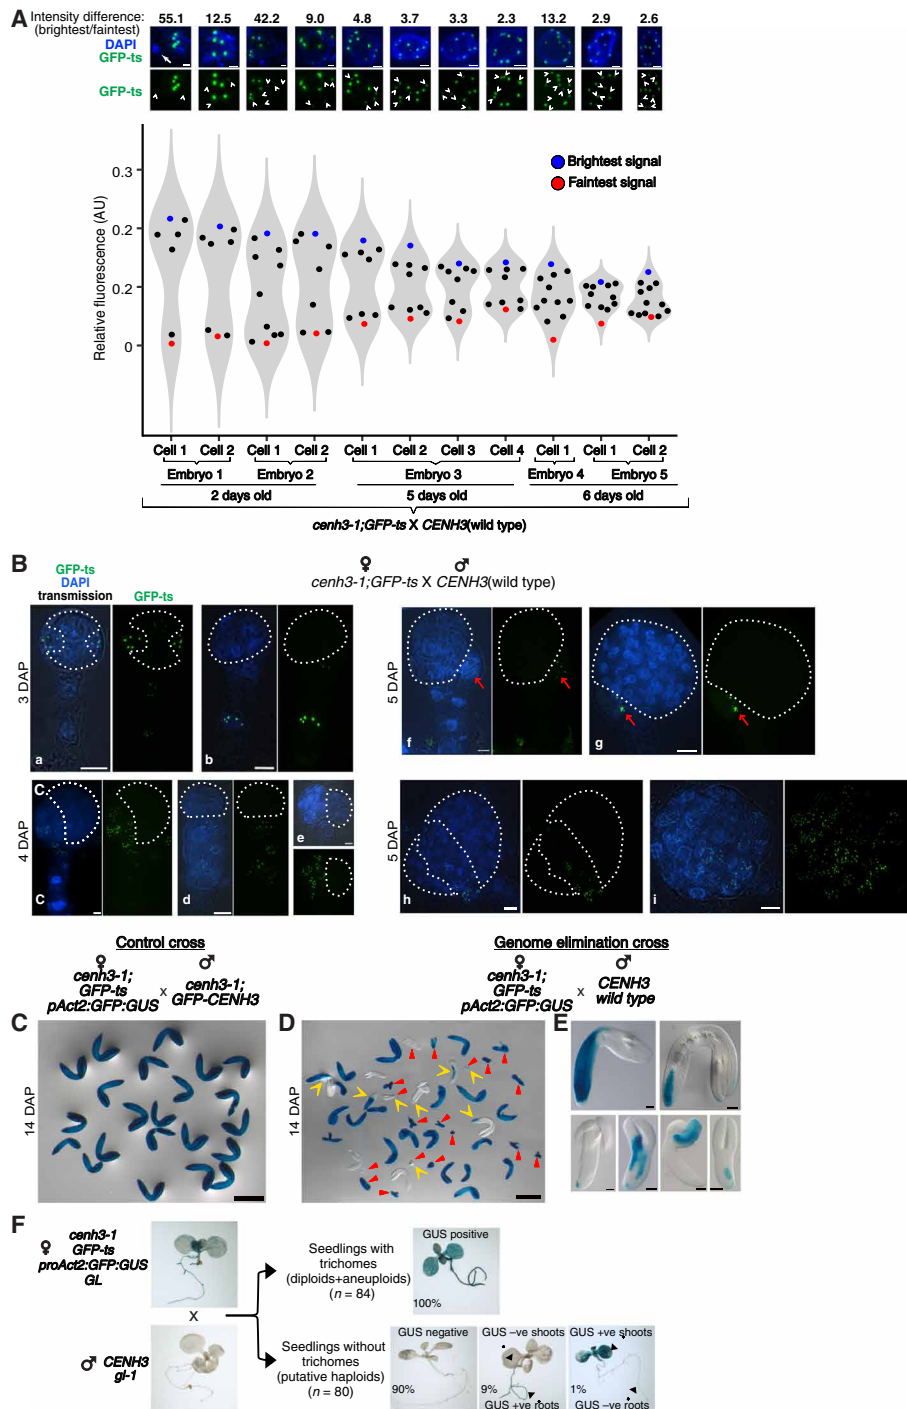 A
Intensity difference: (brightest/faintest)
55.1 12.5 42.2 9.0 4.8 3.7 3.3 2.3 13.2 2.9 2.6
DAPI
GFP-ts
GFP-ts
Relative fluorescence (AU)
0.3
0.2
0.2
0
Brightest signal
Faintest signal
Cell 1 Cell 2 Cell 1 Cell 2 Cell 1 Cell 2 Cell 3 Cell 4 Cell 1 Cell 1 Cell 2
Embryo 1 Embryo 2 Embryo 3 Embryo 4 Embryo 5
2 days old 5 days old 6 days old
cenh3-1;GFP-ts X CENH3(wild type)
B
GFP-ts
DAPI
transmission
GFP-ts
♀ ♂
cenh3-1;GFP-ts X CENH3(wild type)
3 DAP
a
b
5 DAP
f
g
4 DAP
C
c
d
e
5 DAP
h
i
Control cross
♀ ♂
cenh3-1; GFP-ts pAct2:GFP:GUS x cenh3-1; GFP-CENH3
Genome elimination cross
♀ ♂
cenh3-1; GFP-ts pAct2:GFP:GUS x CENH3 wild type
C
14 DAP
D
14 DAP
E
F
♀ cenh3-1
GFP-ts
proAct2:GFP:GUS
GL
X
♂ CENH3
gl-1
Seedlings with
trichomes
(diploids+aneuploids)
(n = 84)
GUS positive
100%
Seedlings without
trichomes
(putative haploids)
(n = 80)
GUS negative
90%
GUS –ve shoots
9%
GUS +ve roots
GUS +ve shoots
1%
GUS –ve roots